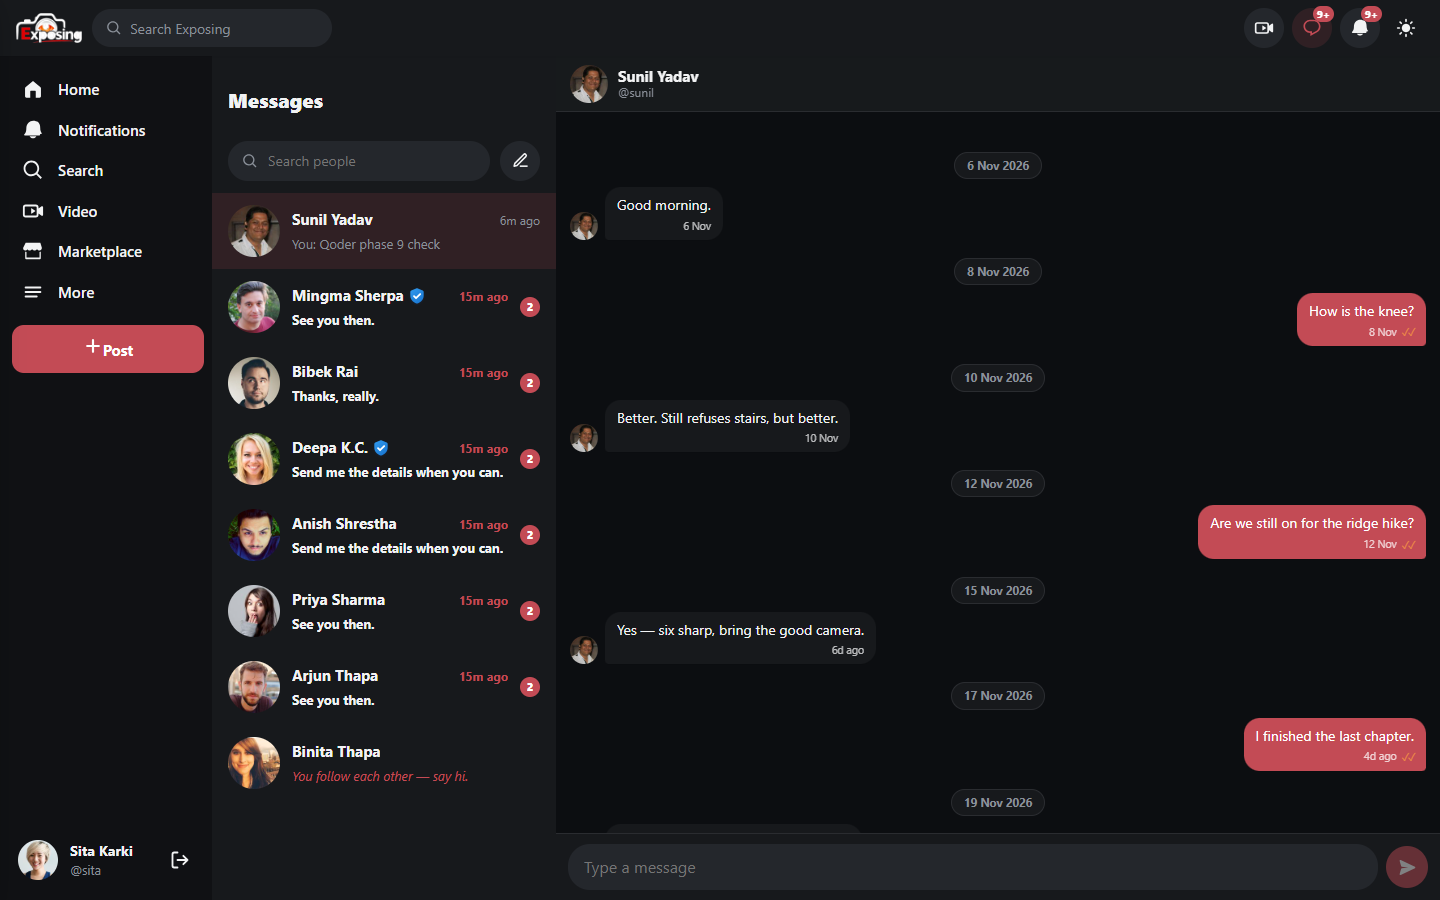 Exposing
Search Exposing
9+
9+
Home
Notifications
Search
Video
Marketplace
More
+ Post
Sita Karki
@sita
Messages
Search people
Sunil Yadav
6m ago
You: Qoder phase 9 check
Mingma Sherpa
15m ago
2
See you then.
Bibek Rai
15m ago
2
Thanks, really.
Deepa K.C.
15m ago
2
Send me the details when you can.
Anish Shrestha
15m ago
2
Send me the details when you can.
Priya Sharma
15m ago
2
See you then.
Arjun Thapa
15m ago
2
See you then.
Binita Thapa
You follow each other — say hi.
Sunil Yadav
@sunil
6 Nov 2026
Good morning.
6 Nov
8 Nov 2026
How is the knee?
8 Nov
10 Nov 2026
Better. Still refuses stairs, but better.
10 Nov
12 Nov 2026
Are we still on for the ridge hike?
12 Nov
15 Nov 2026
Yes — six sharp, bring the good camera.
6d ago
17 Nov 2026
I finished the last chapter.
4d ago
19 Nov 2026
Type a message